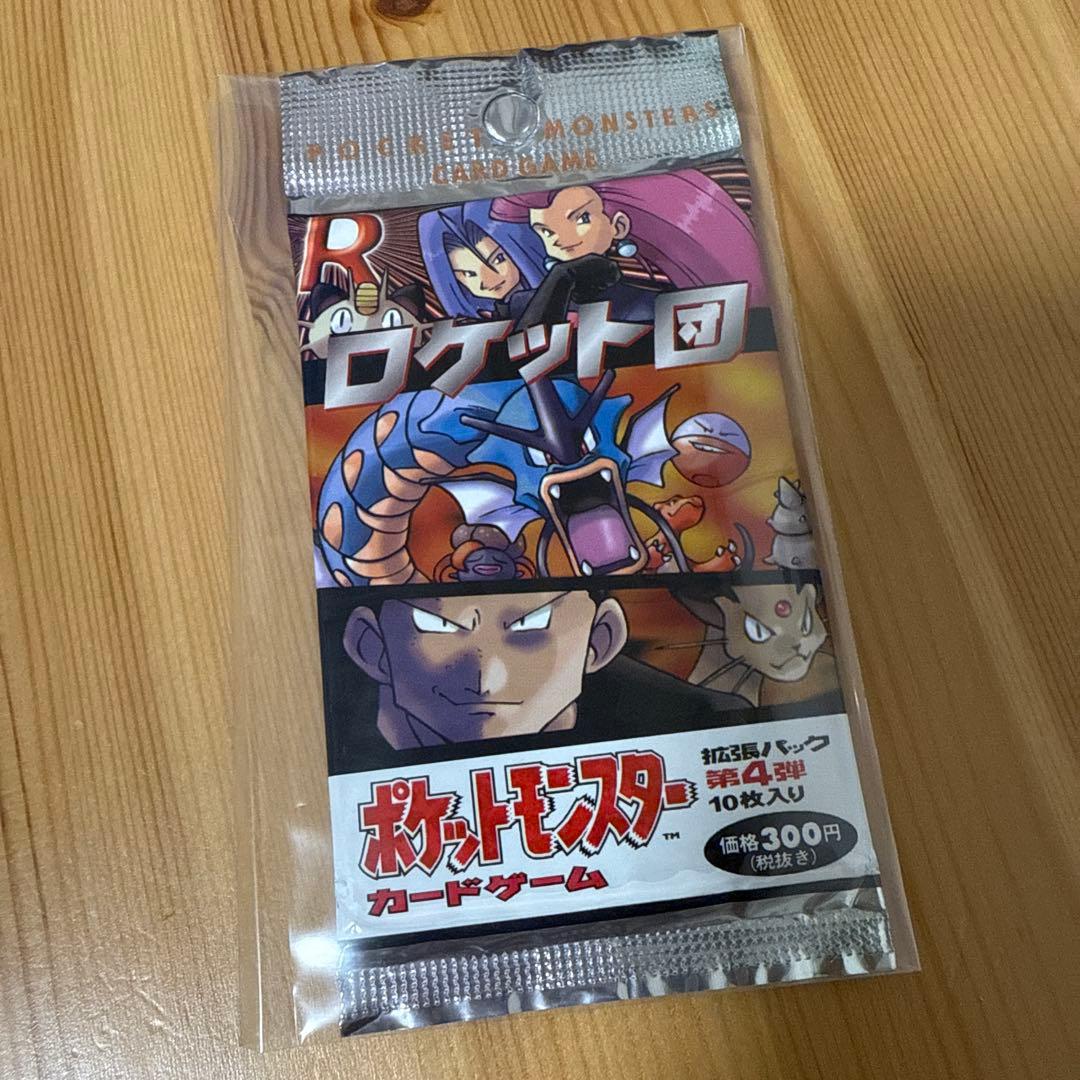 POCKET MONSTERS
CARD GAME
R
ロケット団
ポケットモンスター
TM
カードゲーム
拡張パック
第4弾
10枚入り
価格300円
(税抜き)